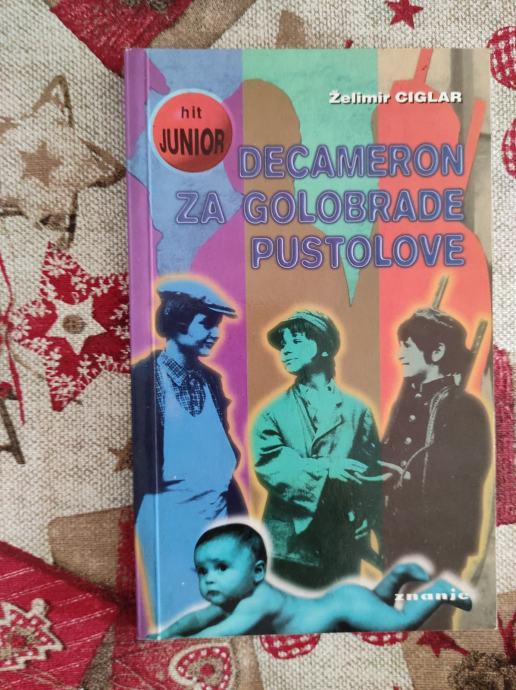 Želimir CIGLAR
hit
JUNIOR
DECAMERON
ZA GOLOBRADE
PUSTOLOVE
znanje